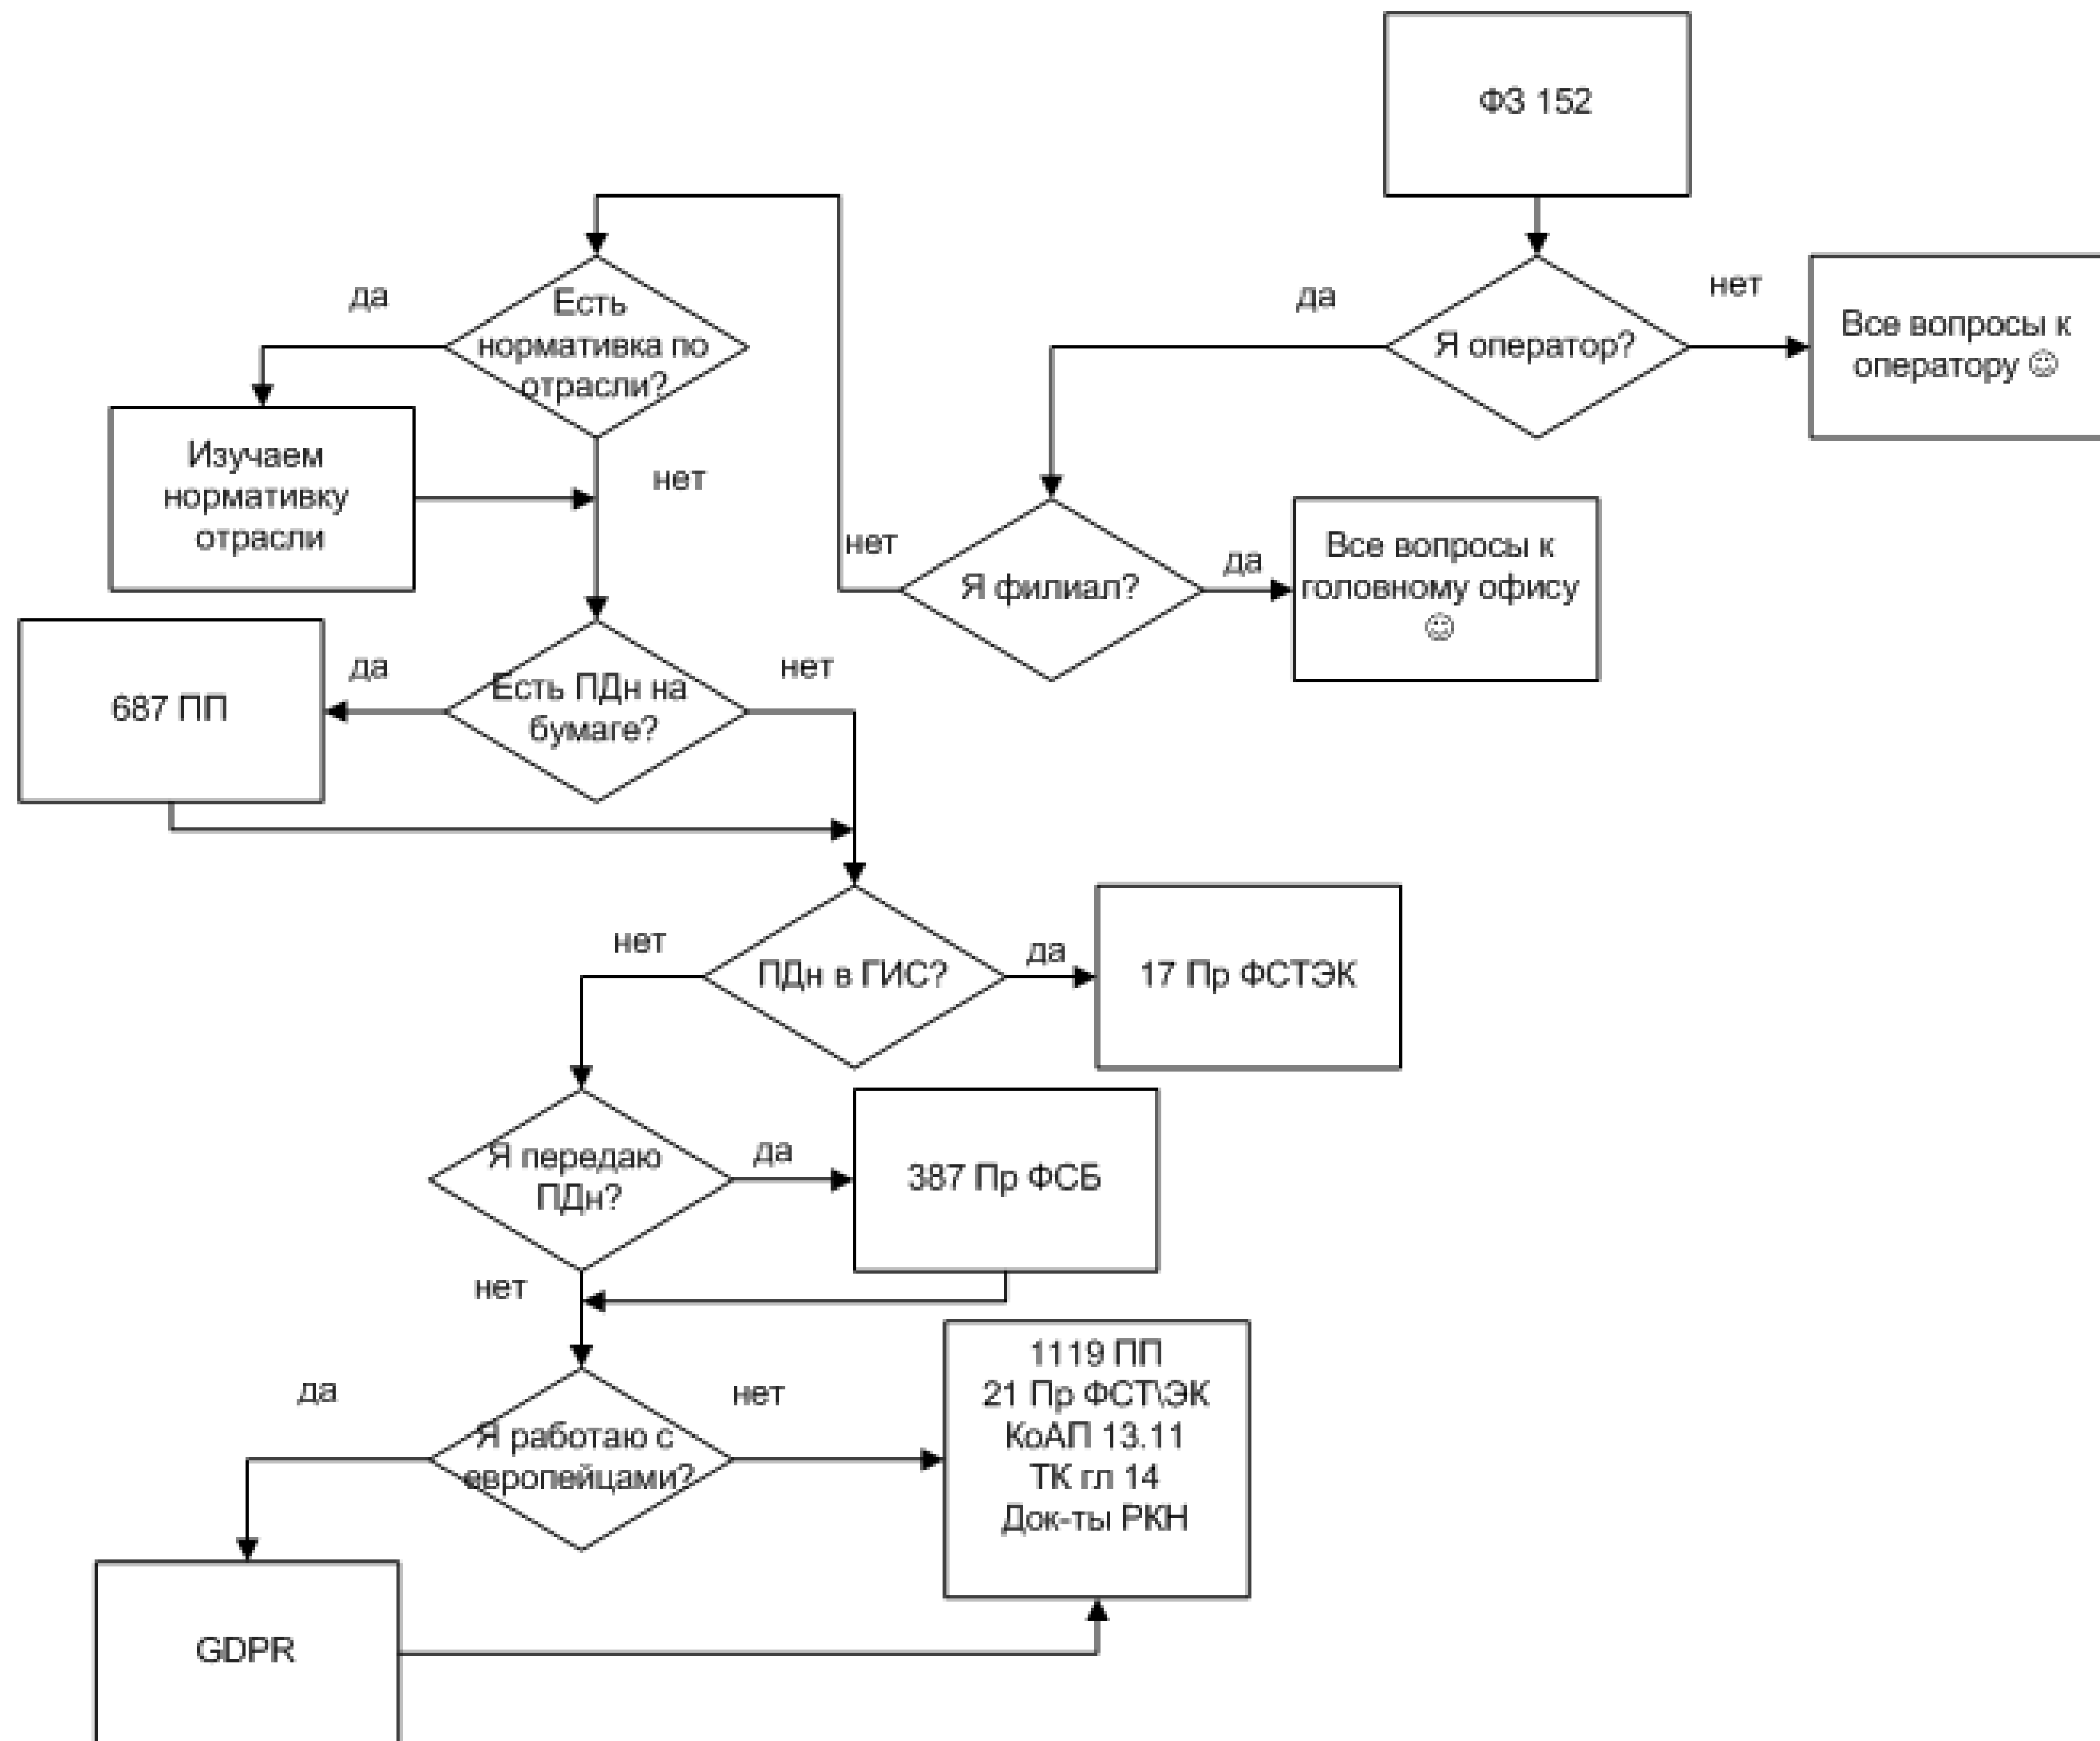 ФЗ 152
Я оператор?
да
нет
Все вопросы к
оператору ☺
Я филиал?
да
нет
Все вопросы к
головному офису
☺
Есть
нормативка по
отрасли?
да
нет
Изучаем
нормативку
отрасли
Есть ПДн на
бумаге?
да
нет
687 ПП
ПДн в ГИС?
нет
да
17 Пр ФСТЭК
Я передаю
ПДн?
да
нет
387 Пр ФСБ
Я работаю с
европейцами?
да
нет
1119 ПП
21 Пр ФСТ\ЭК
КоАП 13.11
ТК гл 14
Док-ты РКН
GDPR